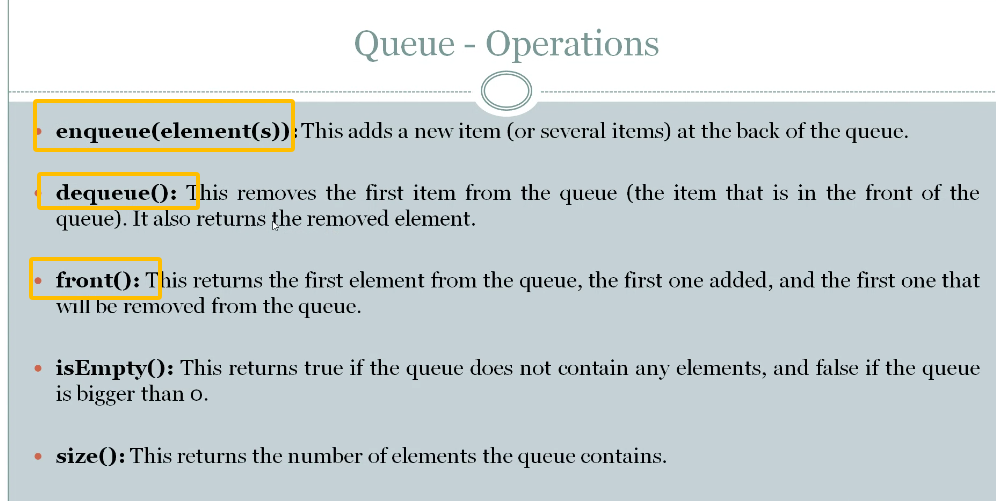 Queue - Operations
• enqueue(element(s)): This adds a new item (or several items) at the back of the queue.
• dequeue(): This removes the first item from the queue (the item that is in the front of the
queue). It also returns the removed element.
• front(): This returns the first element from the queue, the first one added, and the first one that
will be removed from the queue.
• isEmpty(): This returns true if the queue does not contain any elements, and false if the queue
is bigger than 0.
• size(): This returns the number of elements the queue contains.